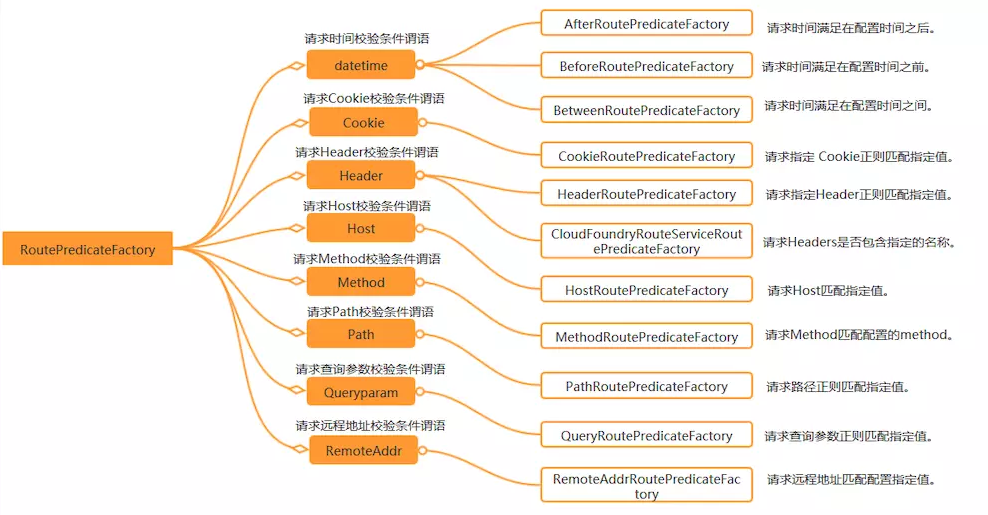 RoutePredicateFactory
请求时间校验条件谓语
datetime
AfterRoutePredicateFactory
请求时间满足在配置时间之后。
BeforeRoutePredicateFactory
请求时间满足在配置时间之前。
BetweenRoutePredicateFactory
请求时间满足在配置时间之间。
请求Cookie校验条件谓语
Cookie
CookieRoutePredicateFactory
请求指定 Cookie正则匹配指定值。
请求Header校验条件谓语
Header
HeaderRoutePredicateFactory
请求指定Header正则匹配指定值。
CloudFoundryRouteServiceRout
ePredicateFactory
请求Headers是否包含指定的名称。
请求Host校验条件谓语
Host
HostRoutePredicateFactory
请求Host匹配指定值。
请求Method校验条件谓语
Method
MethodRoutePredicateFactory
请求Method匹配配置的method。
请求Path校验条件谓语
Path
PathRoutePredicateFactory
请求路径正则匹配指定值。
请求查询参数校验条件谓语
Queryparam
QueryRoutePredicateFactory
请求查询参数正则匹配指定值。
请求远程地址校验条件谓语
RemoteAddr
RemoteAddrRoutePredicateFac
tory
请求远程地址匹配配置指定值。